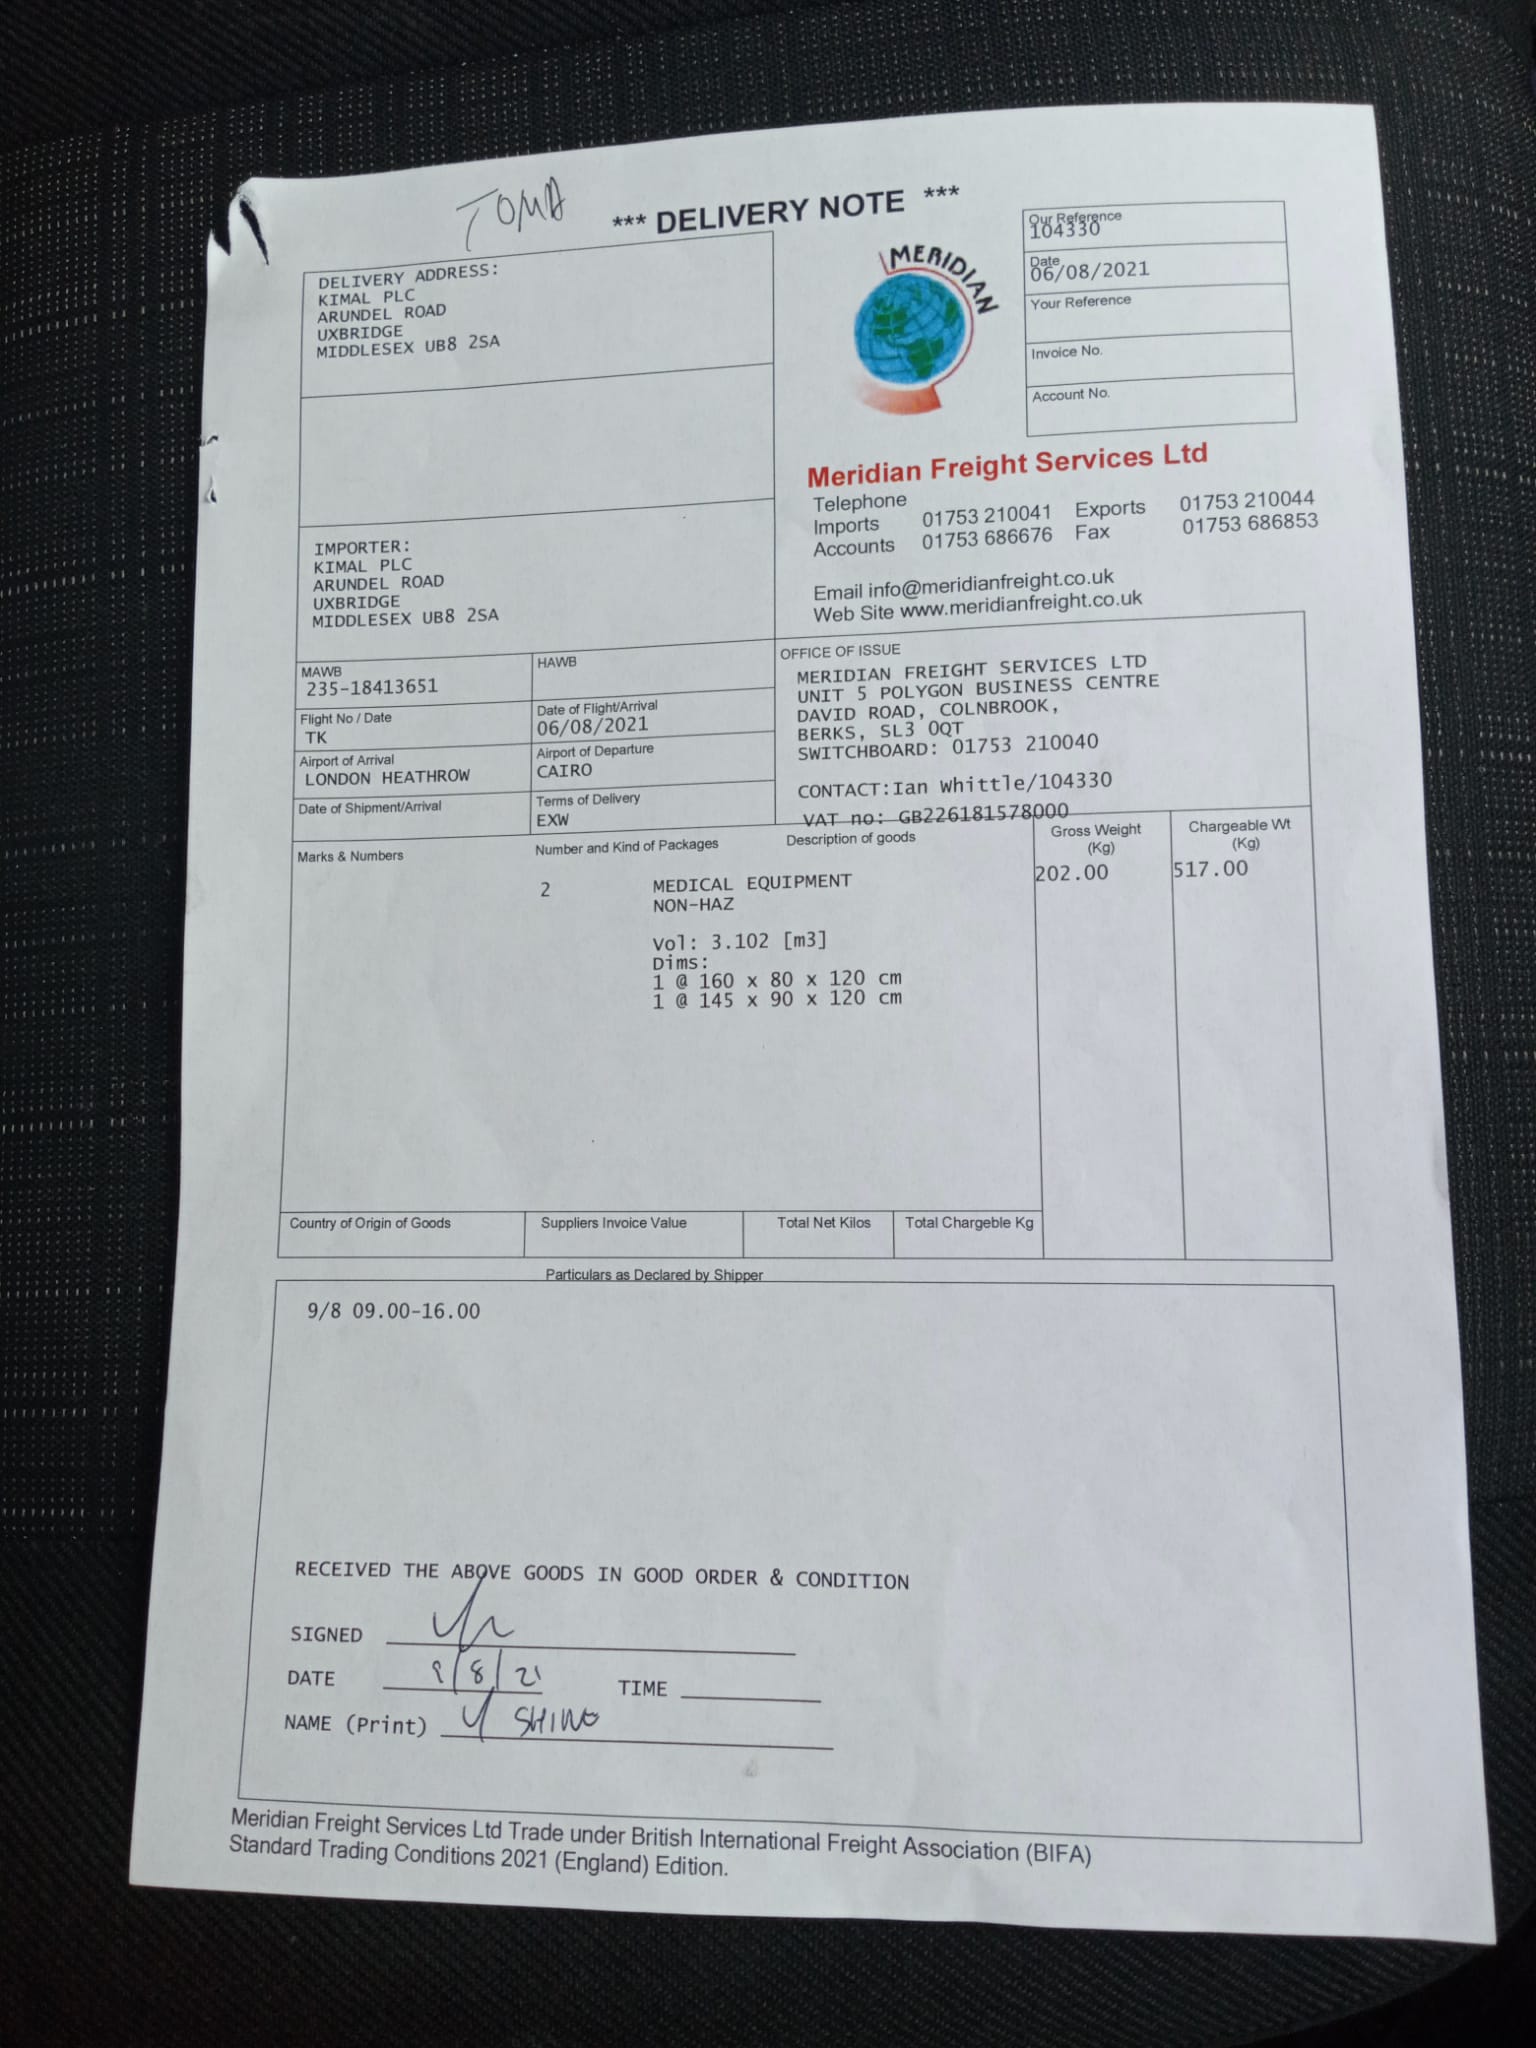 TOMA
*** DELIVERY NOTE ***
Our Reference
104330
Date
06/08/2021
Your Reference
Invoice No.
Account No.
DELIVERY ADDRESS:
KIMAL PLC
ARUNDEL ROAD
UXBRIDGE
MIDDLESEX UB8 2SA
MERIDIAN
Meridian Freight Services Ltd
Telephone
Imports 01753 210041 Exports 01753 210044
Accounts 01753 686676 Fax 01753 686853
Email info@meridianfreight.co.uk
Web Site www.meridianfreight.co.uk
IMPORTER:
KIMAL PLC
ARUNDEL ROAD
UXBRIDGE
MIDDLESEX UB8 2SA
MAWB
235-18413651
HAWB
Flight No / Date
TK
Date of Flight/Arrival
06/08/2021
Airport of Arrival
LONDON HEATHROW
Airport of Departure
CAIRO
Date of Shipment/Arrival
Terms of Delivery
EXW
OFFICE OF ISSUE
MERIDIAN FREIGHT SERVICES LTD
UNIT 5 POLYGON BUSINESS CENTRE
DAVID ROAD, COLNBROOK,
BERKS, SL3 0QT
SWITCHBOARD: 01753 210040
CONTACT:Ian Whittle/104330
VAT no: GB226181578000
Marks & Numbers
Number and Kind of Packages
Description of goods
Gross Weight
(Kg)
Chargeable Wt
(Kg)
2 MEDICAL EQUIPMENT 202.00 517.00
NON-HAZ
Vol: 3.102 [m3]
Dims:
1 @ 160 x 80 x 120 cm
1 @ 145 x 90 x 120 cm
Country of Origin of Goods
Suppliers Invoice Value
Total Net Kilos
Total Chargeble Kg
Particulars as Declared by Shipper
9/8 09.00-16.00
RECEIVED THE ABOVE GOODS IN GOOD ORDER & CONDITION
SIGNED
DATE 9/8/21 TIME
NAME (Print)
Meridian Freight Services Ltd Trade under British International Freight Association (BIFA)
Standard Trading Conditions 2021 (England) Edition.